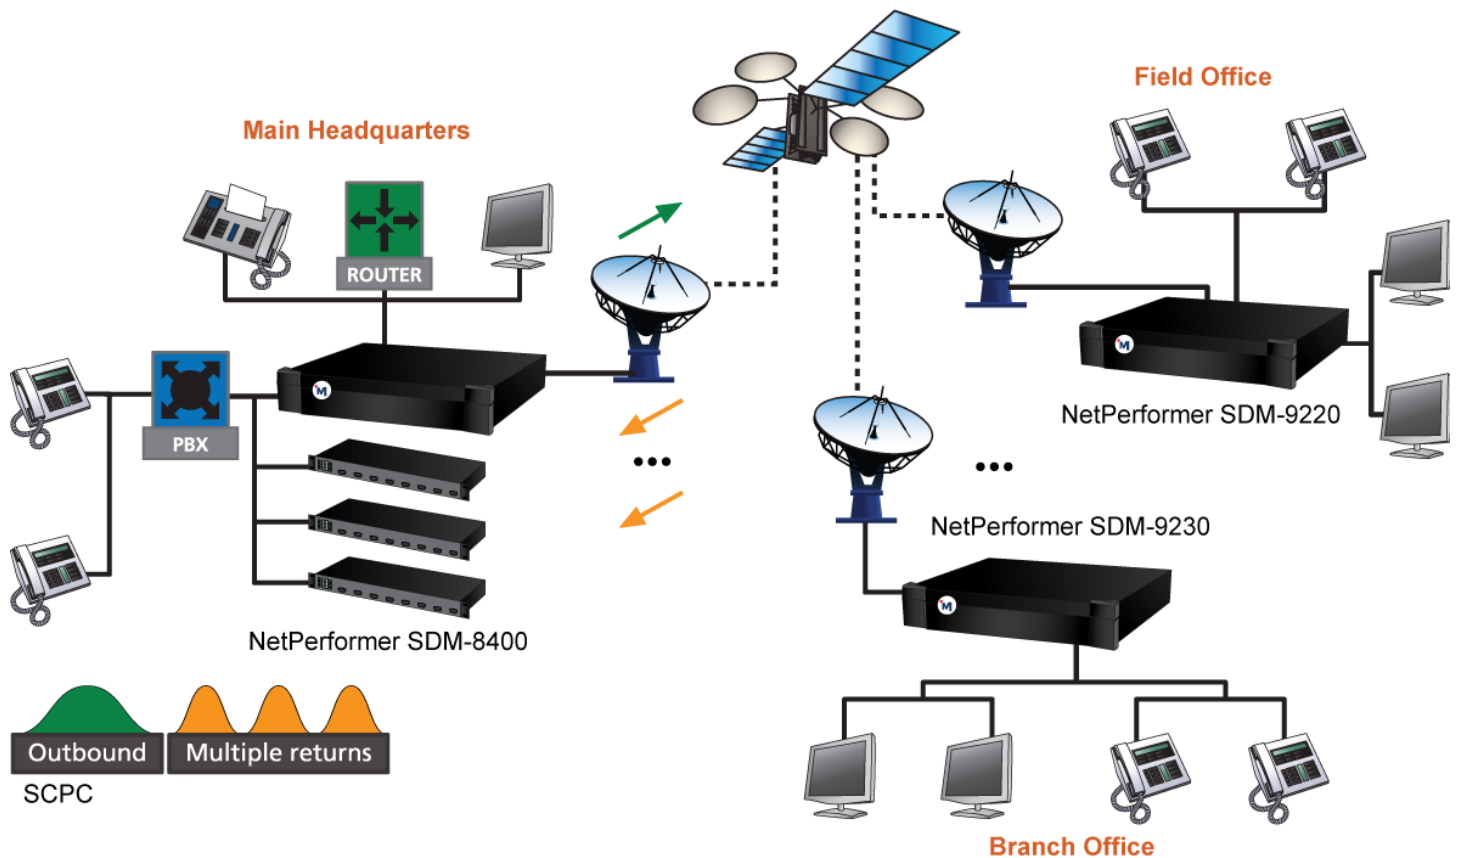 Field Office
Main Headquarters
ROUTER
PBX
NetPerformer SDM-9220
NetPerformer SDM-9230
NetPerformer SDM-8400
Outbound
Multiple returns
SCPC
Branch Office
M
M
M